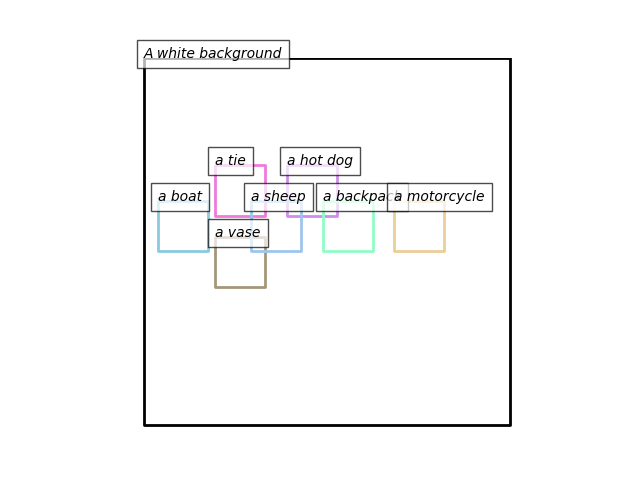 A white background
a tie
a hot dog
a boat
a sheep
a backpack
a motorcycle
a vase